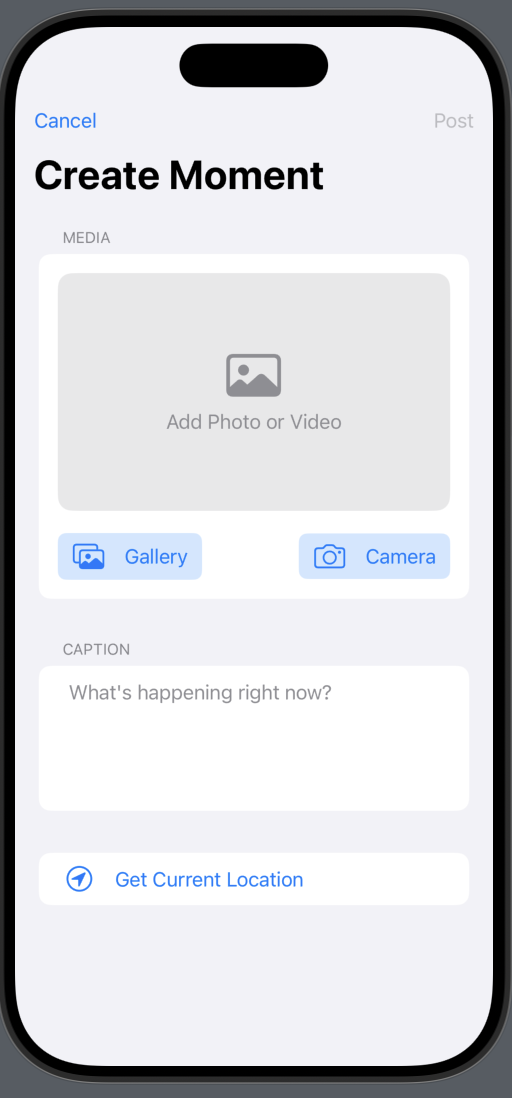 Cancel
Post
Create Moment
MEDIA
Add Photo or Video
Gallery
Camera
CAPTION
What's happening right now?
Get Current Location